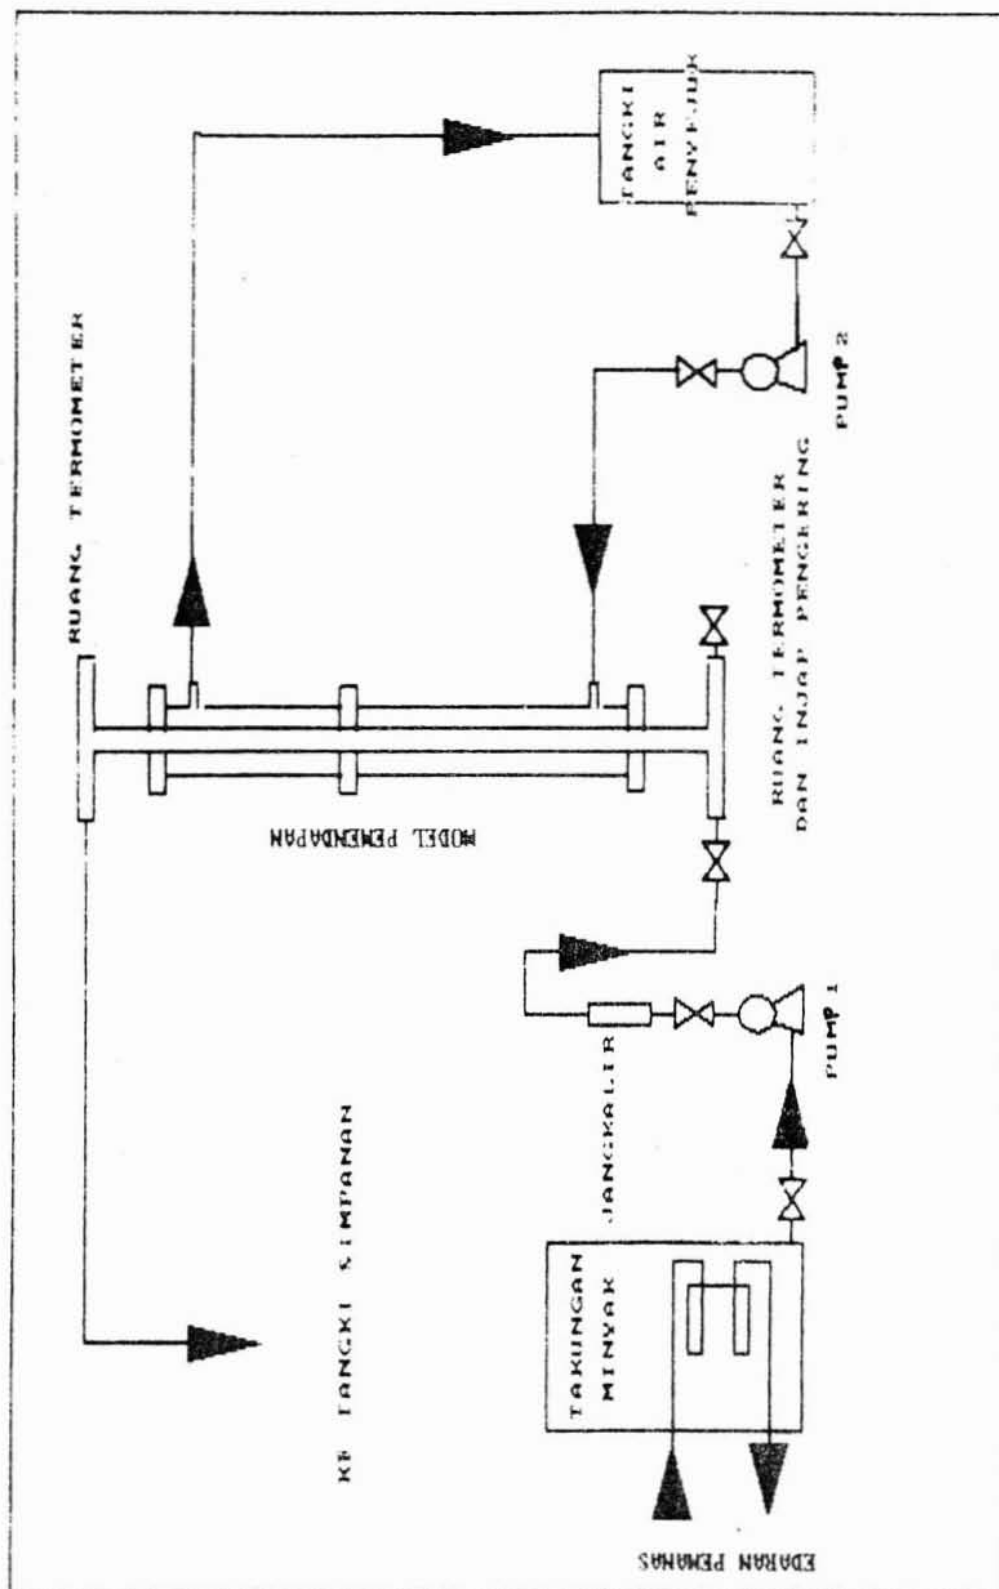 RUANG TERMOMETER
TANGKI
AIR
PENYEJUK
PUMP 2
RUANG TERMOMETER
DAN INJAP PENGERING
MODEL PEMENDAPAN
PUMP 1
JANGKALIR
KE TANGKI SIMPANAN
TAKUNGAN
MINYAK
EDARAN PEMANAS